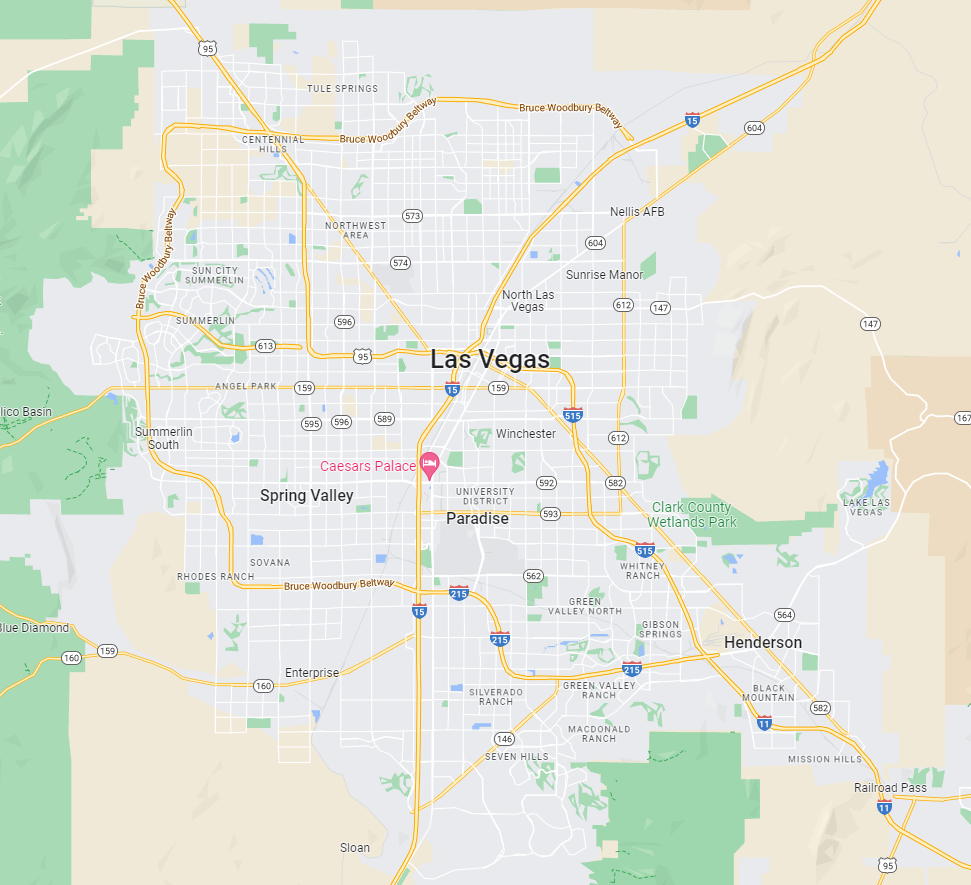 95
TULE SPRINGS
Bruce Woodbury Beltway
Bruce Woodbury Beltway
15
604
CENTENNIAL
HILLS
Nellis AFB
573
NORTHWEST
AREA
604
Bruce Woodbury Beltway
574
SUN CITY
SUMMERLIN
Sunrise Manor
North Las
Vegas
612
147
SUMMERLIN
596
147
613
95
Las Vegas
ANGEL PARK
159
15
159
lico Basin
595
596
589
515
167
Summerlin
South
Winchester
612
Caesars Palace
592
582
Spring Valley
UNIVERSITY
DISTRICT
Clark County
Wetlands Park
LAKE LAS
VEGAS
Paradise
593
515
SOVANA
WHITNEY
RANCH
RHODES RANCH
562
Bruce Woodbury Beltway
215
15
GREEN
VALLEY NORTH
564
Blue Diamond
GIBSON
SPRINGS
215
Henderson
160
159
215
Enterprise
160
SILVERADO
RANCH
GREEN VALLEY
RANCH
BLACK
MOUNTAIN
582
11
146
MACDONALD
RANCH
SEVEN HILLS
MISSION HILLS
Railroad Pass
11
Sloan
95